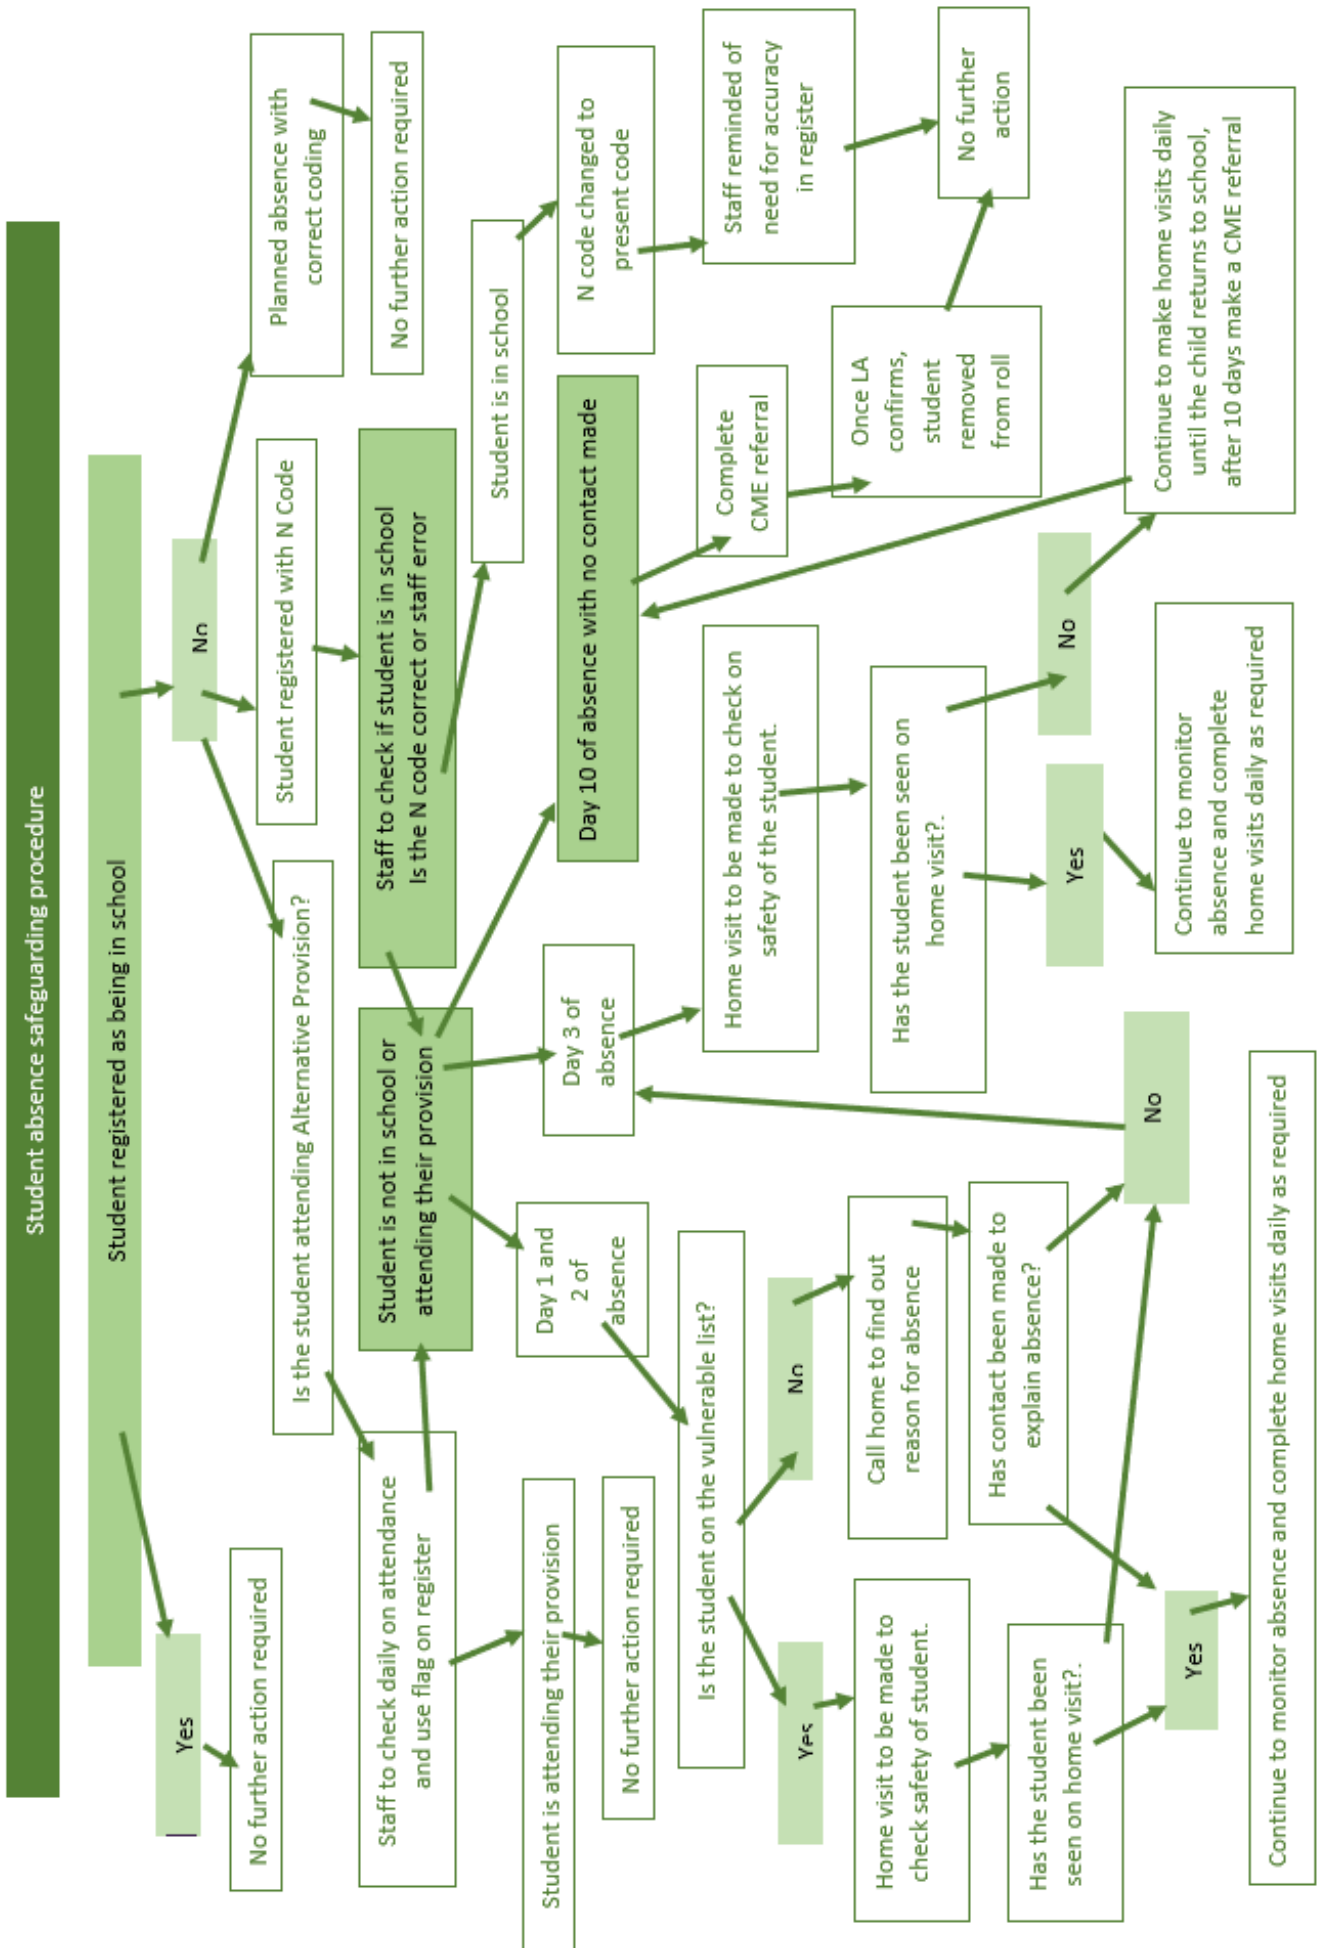 Student absence safeguarding procedure
Student registered as being in school
Yes
No
No further action required
Is the student attending Alternative Provision?
Student registered with N Code
Planned absence with
correct coding
No further action required
Staff to check daily on attendance
and use flag on register
Student is not in school or
attending their provision
Staff to check if student is in school
Is the N code correct or staff error
Student is attending their provision
No further action required
Day 1 and
2 of
absence
Day 3 of
absence
Day 10 of absence with no contact made
Student is in school
N code changed to
present code
Is the student on the vulnerable list?
Home visit to be made to check on
safety of the student.
Complete
CME referral
Staff reminded of
need for accuracy
in register
Yes
No
Home visit to be made to
check safety of student.
Call home to find out
reason for absence
Has the student been seen on
home visit?.
Once LA
confirms,
student
removed
from roll
No further
action
Has the student been
seen on home visit?.
Has contact been made to
explain absence?
Yes
No
Yes
No
Continue to monitor
absence and complete
home visits daily as required
Continue to make home visits daily
until the child returns to school,
after 10 days make a CME referral
Continue to monitor absence and complete home visits daily as required